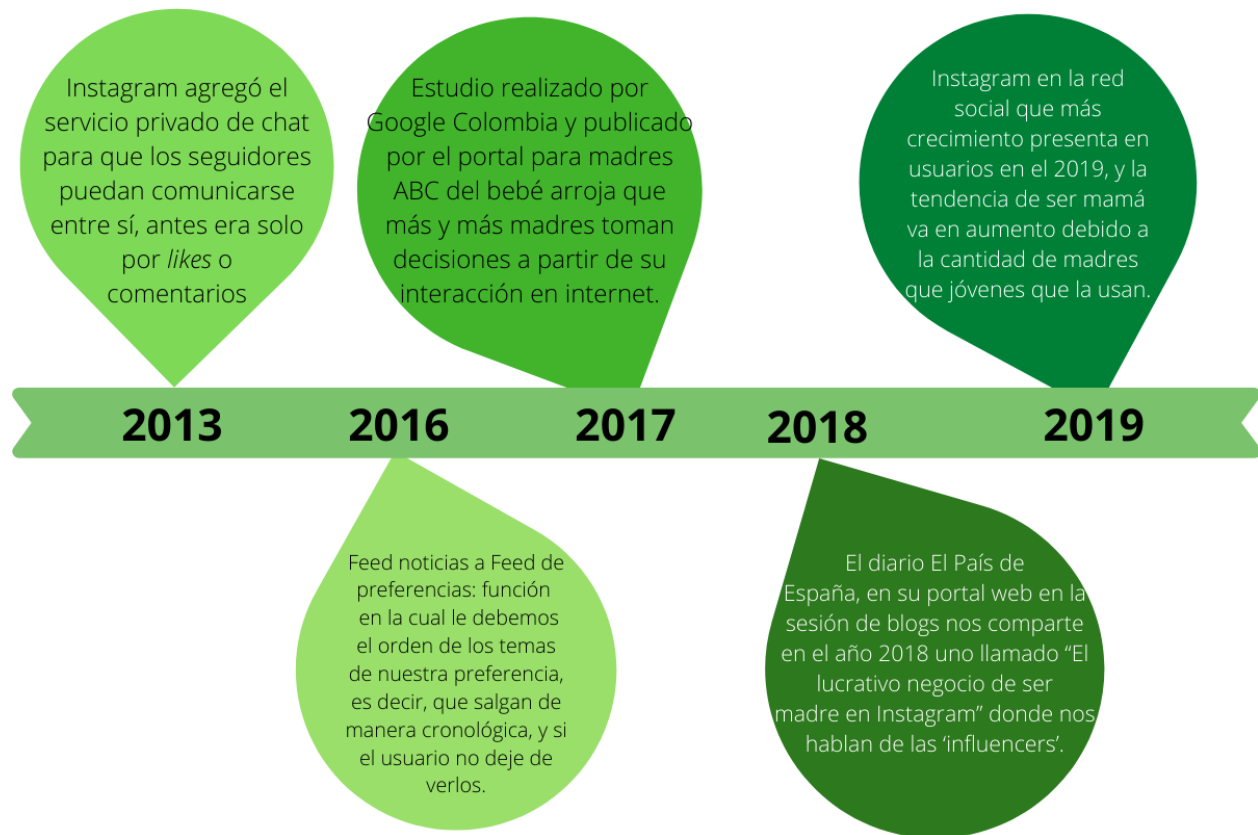 Instagram agregó el
servicio privado de chat
para que los seguidores
puedan comunicarse
entre sí, antes era solo
por likes o
comentarios
Estudio realizado por
Google Colombia y publicado
por el portal para madres
ABC del bebé arroja que
más y más madres toman
decisiones a partir de su
interacción en internet.
Instagram en la red
social que más
crecimiento presenta en
usuarios en el 2019, y la
tendencia de ser mamá
va en aumento debido a
la cantidad de madres
que jóvenes que la usan.
2013
2016
2017
2018
2019
Feed noticias a Feed de
preferencias: función
en la cual le debemos
el orden de los temas
de nuestra preferencia,
es decir, que salgan de
manera cronológica, y si
el usuario no deje de
verlos.
El diario El País de
España, en su portal web en la
sesión de blogs nos comparte
en el año 2018 uno llamado “El
lucrativo negocio de ser
madre en Instagram” donde nos
hablan de las ‘influencers’.